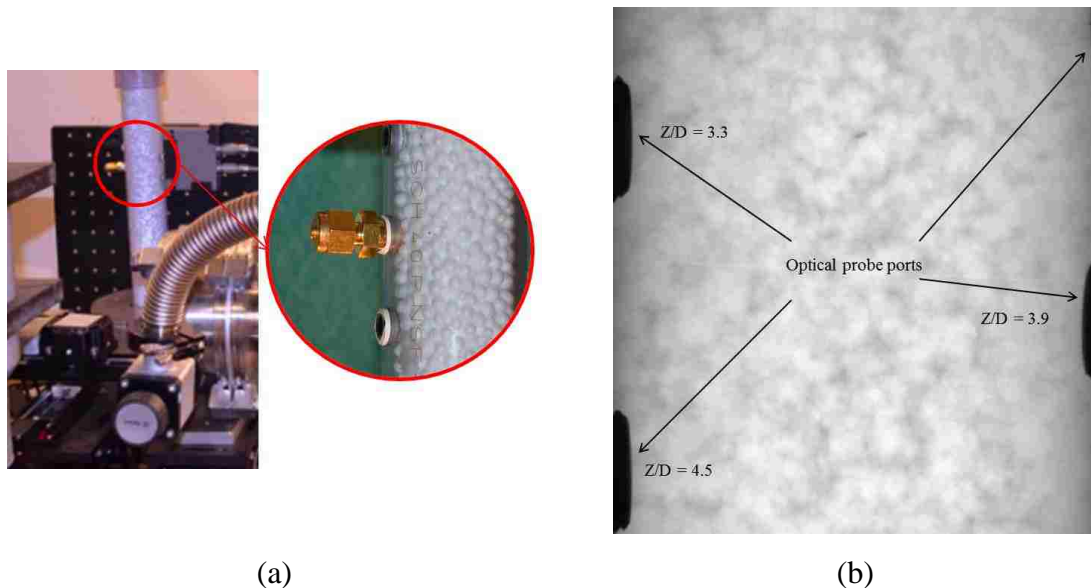 Z/D = 3.3
Optical probe ports
Z/D = 3.9
Z/D = 4.5
(a)
(b)